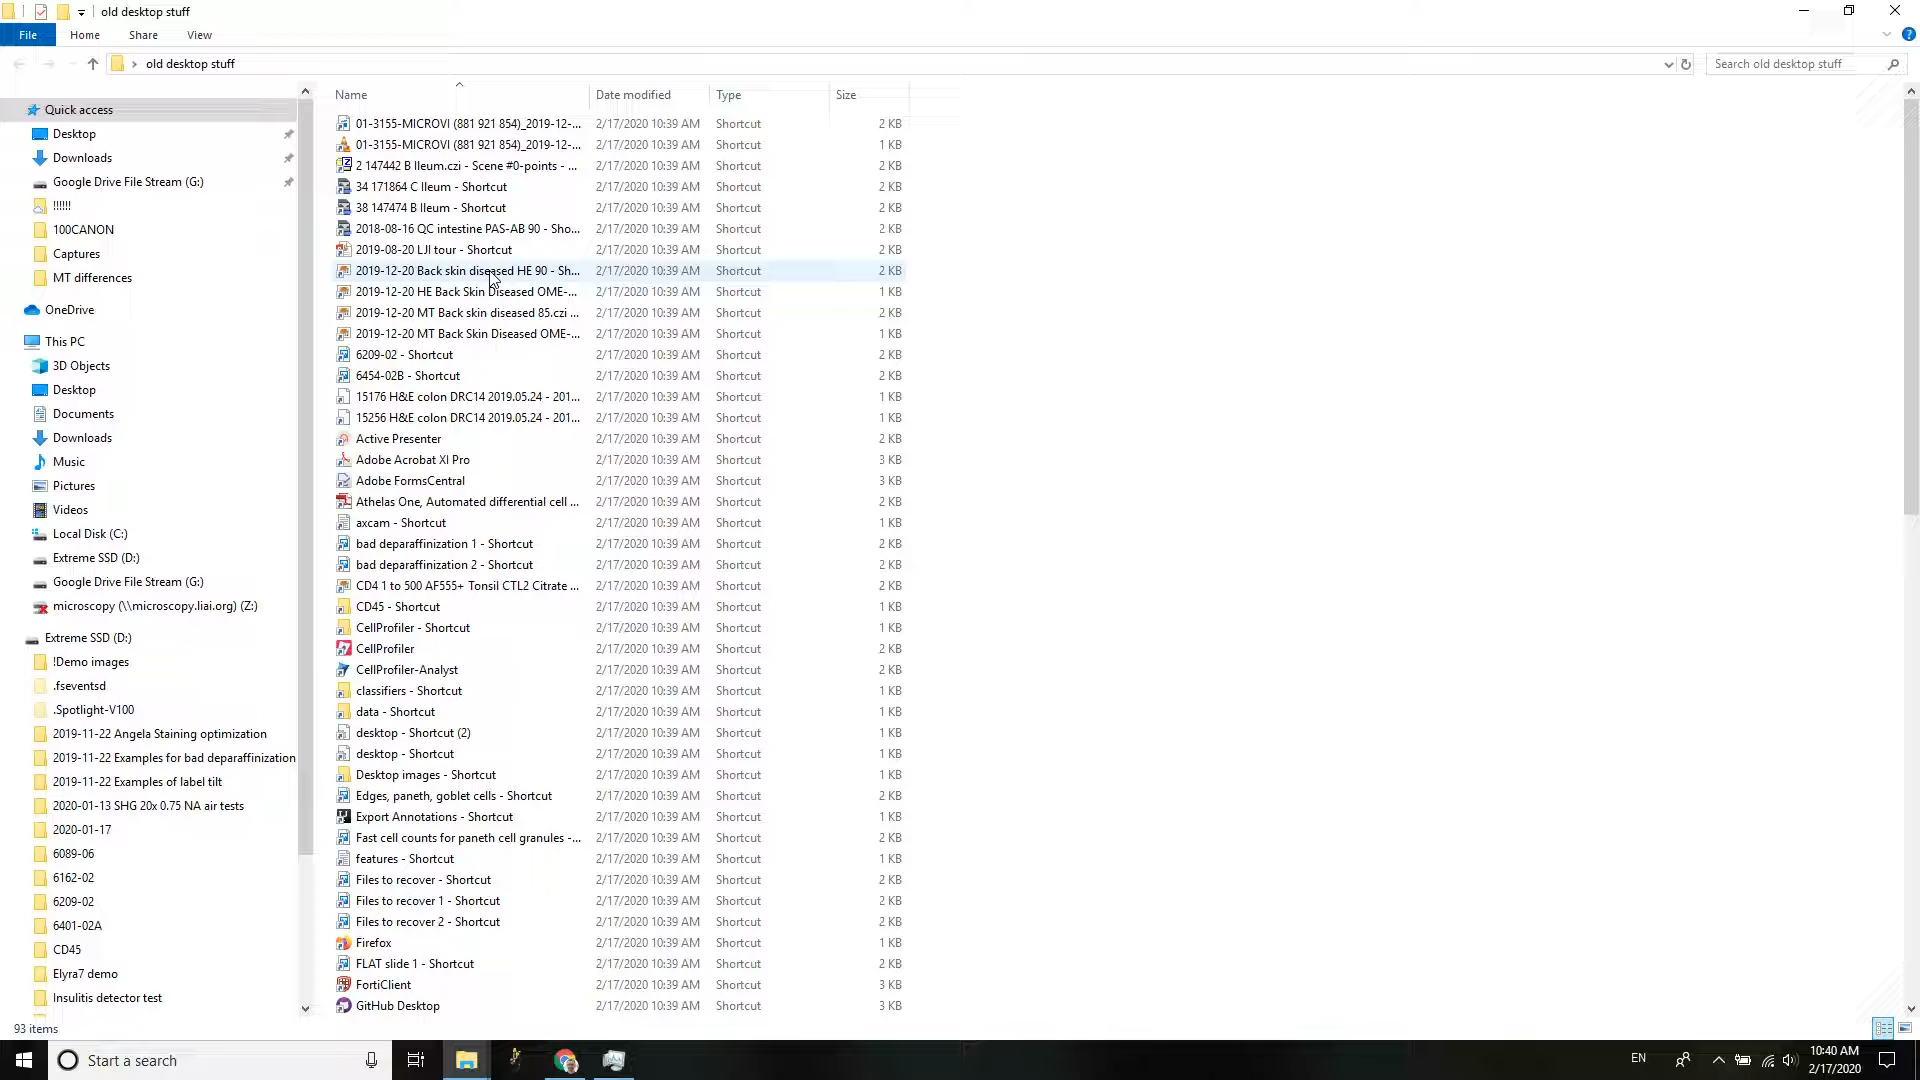 old desktop stuff
File Home Share View
old desktop stuff
Search old desktop stuff
Name Date modified Type Size
Quick access
Desktop
Downloads
Google Drive File Stream (G:)
!!!!!!
100CANON
Captures
MT differences
OneDrive
This PC
3D Objects
Desktop
Documents
Downloads
Music
Pictures
Videos
Local Disk (C:)
Extreme SSD (D:)
Google Drive File Stream (G:)
microscopy (\\microscopy.liai.org) (Z:)
Extreme SSD (D:)
!Demo images
.fseventsd
.Spotlight-V100
2019-11-22 Angela Staining optimization
2019-11-22 Examples for bad deparaffinization
2019-11-22 Examples of label tilt
2020-01-13 SHG 20x 0.75 NA air tests
2020-01-17
6089-06
6162-02
6209-02
6401-02A
CD45
Elyra7 demo
Insulitis detector test
01-3155-MICROVI (881 921 854)_2019-12-... 2/17/2020 10:39 AM Shortcut 2 KB
01-3155-MICROVI (881 921 854)_2019-12-... 2/17/2020 10:39 AM Shortcut 1 KB
2 147442 B Ileum.czi - Scene #0-points - ... 2/17/2020 10:39 AM Shortcut 2 KB
34 171864 C Ileum - Shortcut 2/17/2020 10:39 AM Shortcut 2 KB
38 147474 B Ileum - Shortcut 2/17/2020 10:39 AM Shortcut 2 KB
2018-08-16 QC intestine PAS-AB 90 - Sho... 2/17/2020 10:39 AM Shortcut 2 KB
2019-08-20 LJI tour - Shortcut 2/17/2020 10:39 AM Shortcut 2 KB
2019-12-20 Back skin diseased HE 90 - Sh... 2/17/2020 10:39 AM Shortcut 2 KB
2019-12-20 HE Back Skin Diseased OME-... 2/17/2020 10:39 AM Shortcut 1 KB
2019-12-20 MT Back skin diseased 85.czi ... 2/17/2020 10:39 AM Shortcut 2 KB
2019-12-20 MT Back Skin Diseased OME-... 2/17/2020 10:39 AM Shortcut 1 KB
6209-02 - Shortcut 2/17/2020 10:39 AM Shortcut 2 KB
6454-02B - Shortcut 2/17/2020 10:39 AM Shortcut 2 KB
15176 H&E colon DRC14 2019.05.24 - 201... 2/17/2020 10:39 AM Shortcut 1 KB
15256 H&E colon DRC14 2019.05.24 - 201... 2/17/2020 10:39 AM Shortcut 1 KB
Active Presenter 2/17/2020 10:39 AM Shortcut 2 KB
Adobe Acrobat XI Pro 2/17/2020 10:39 AM Shortcut 3 KB
Adobe FormsCentral 2/17/2020 10:39 AM Shortcut 3 KB
Athelas One, Automated differential cell ... 2/17/2020 10:39 AM Shortcut 2 KB
axcam - Shortcut 2/17/2020 10:39 AM Shortcut 1 KB
bad deparaffinization 1 - Shortcut 2/17/2020 10:39 AM Shortcut 2 KB
bad deparaffinization 2 - Shortcut 2/17/2020 10:39 AM Shortcut 2 KB
CD4 1 to 500 AF555+ Tonsil CTL2 Citrate ... 2/17/2020 10:39 AM Shortcut 2 KB
CD45 - Shortcut 2/17/2020 10:39 AM Shortcut 1 KB
CellProfiler - Shortcut 2/17/2020 10:39 AM Shortcut 1 KB
CellProfiler 2/17/2020 10:39 AM Shortcut 2 KB
CellProfiler-Analyst 2/17/2020 10:39 AM Shortcut 2 KB
classifiers - Shortcut 2/17/2020 10:39 AM Shortcut 1 KB
data - Shortcut 2/17/2020 10:39 AM Shortcut 1 KB
desktop - Shortcut (2) 2/17/2020 10:39 AM Shortcut 1 KB
desktop - Shortcut 2/17/2020 10:39 AM Shortcut 1 KB
Desktop images - Shortcut 2/17/2020 10:39 AM Shortcut 1 KB
Edges, paneth, goblet cells - Shortcut 2/17/2020 10:39 AM Shortcut 2 KB
Export Annotations - Shortcut 2/17/2020 10:39 AM Shortcut 1 KB
Fast cell counts for paneth cell granules -... 2/17/2020 10:39 AM Shortcut 2 KB
features - Shortcut 2/17/2020 10:39 AM Shortcut 1 KB
Files to recover - Shortcut 2/17/2020 10:39 AM Shortcut 2 KB
Files to recover 1 - Shortcut 2/17/2020 10:39 AM Shortcut 2 KB
Files to recover 2 - Shortcut 2/17/2020 10:39 AM Shortcut 2 KB
Firefox 2/17/2020 10:39 AM Shortcut 1 KB
FLAT slide 1 - Shortcut 2/17/2020 10:39 AM Shortcut 2 KB
FortiClient 2/17/2020 10:39 AM Shortcut 3 KB
GitHub Desktop 2/17/2020 10:39 AM Shortcut 3 KB
93 items
Start a search
EN
10:40 AM
2/17/2020